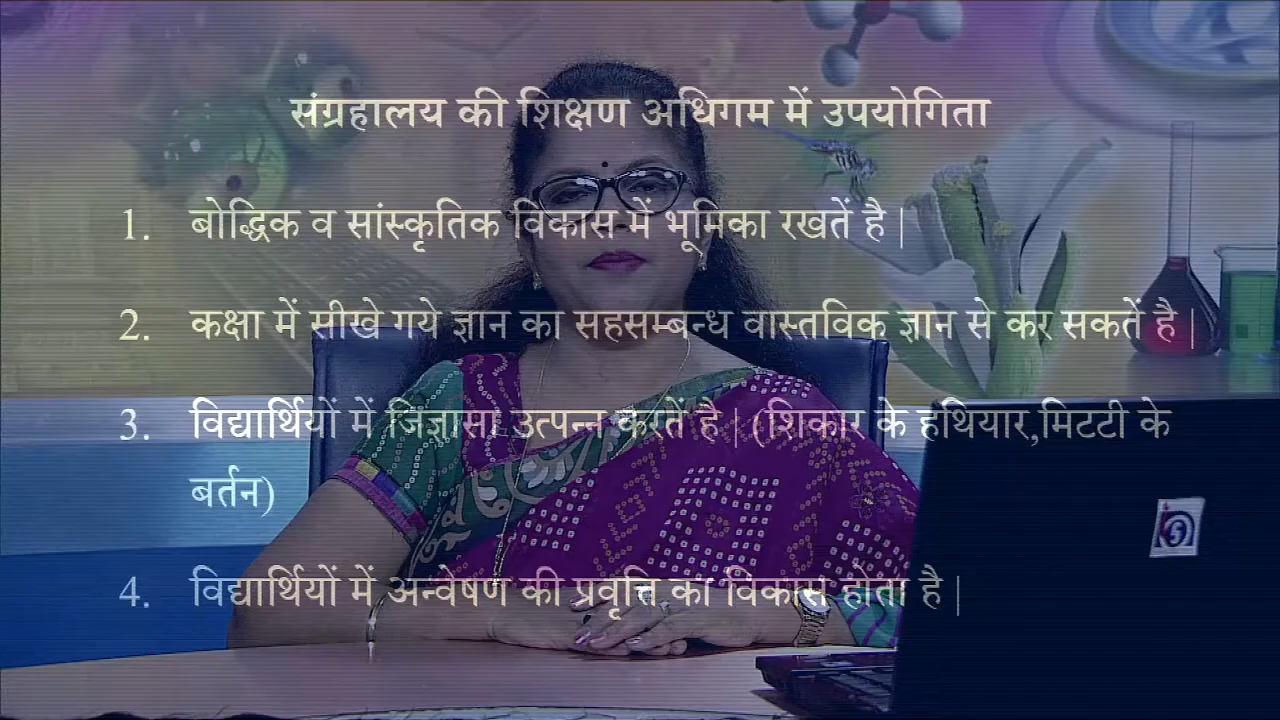 संग्रहालय की शिक्षण अधिगम में उपयोगिता
1. बोद्धिक व सांस्कृतिक विकास में भूमिका रखतें है |
2. कक्षा में सीखे गये ज्ञान का सहसम्बन्ध वास्तविक ज्ञान से कर सकतें है |
3. विद्यार्थियों में जिज्ञासा उत्पन्न करतें है | (शिकार के हथियार,मिटटी के
बर्तन)
4. विद्यार्थियों में अन्वेषण की प्रवृत्ति का विकास होता है |